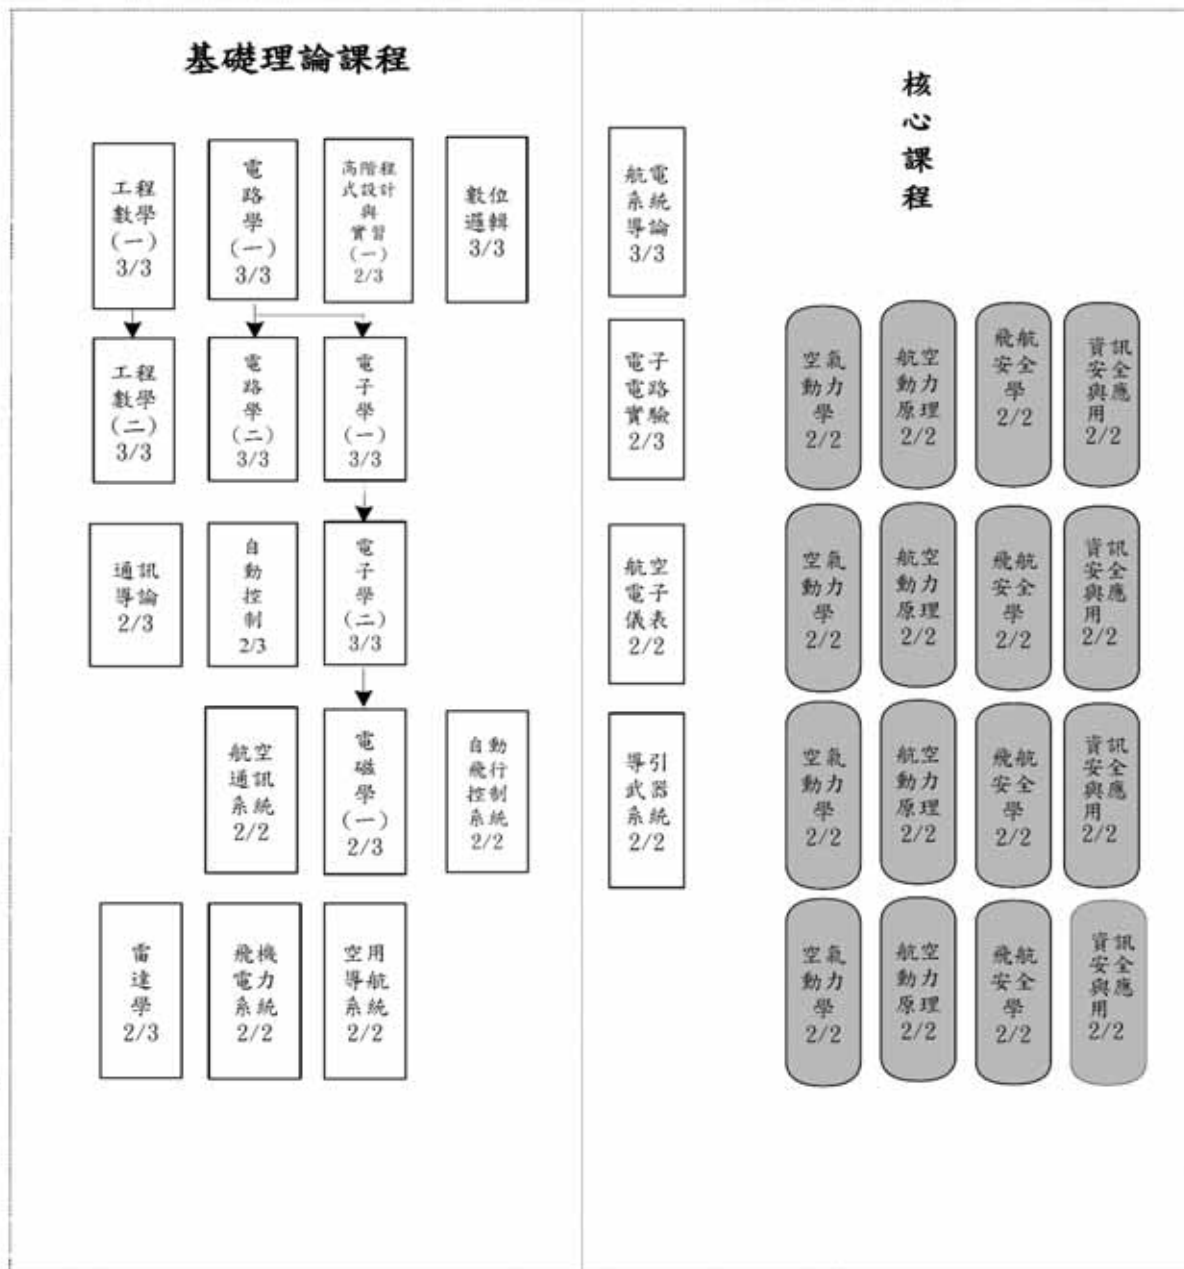 基礎理論課程
工程
數學
(一)
3/3
電
路
學
(一)
3/3
高階程
式設計
與
實習
(一)
2/3
數位
邏輯
3/3
工程
數學
(二)
3/3
電
路
學
(二)
3/3
電
子
學
(一)
3/3
通訊
導論
2/3
自
動
控
制
2/3
電
子
學
(二)
3/3
航空
通訊
系統
2/2
電
磁
學
(一)
2/3
自動
飛行
控制
系統
2/2
雷
達
學
2/3
飛機
電力
系統
2/2
空用
導航
系統
2/2
核
心
課
程
航電
系統
導論
3/3
電子
電路
實驗
2/3
航空
電子
儀表
2/2
導引
武器
系統
2/2
空氣
動力
學
2/2
航空
動力
原理
2/2
飛航
安全
學
2/2
資訊
安全
與應
用
2/2
空氣
動力
學
2/2
航空
動力
原理
2/2
飛航
安全
學
2/2
資訊
安全
與應
用
2/2
空氣
動力
學
2/2
航空
動力
原理
2/2
飛航
安全
學
2/2
資訊
安全
與應
用
2/2
空氣
動力
學
2/2
航空
動力
原理
2/2
飛航
安全
學
2/2
資訊
安全
與應
用
2/2